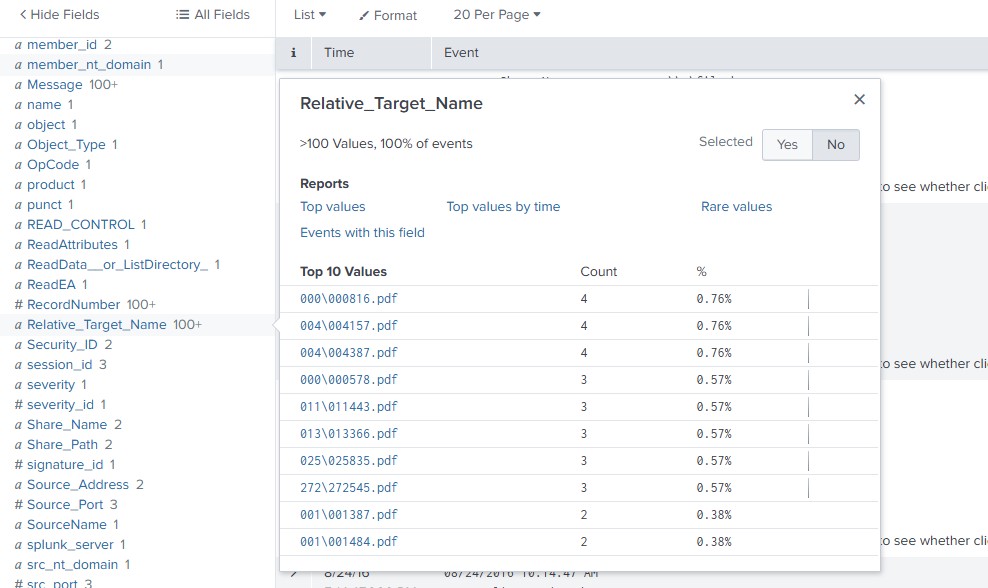 Hide Fields
All Fields
List
Format
20 Per Page
i
Time
Event
a member_id 2
a member_nt_domain 1
a Message 100+
a name 1
a object 1
a Object_Type 1
a OpCode 1
a product 1
a punct 1
a READ_CONTROL 1
a ReadAttributes 1
a ReadData__or_ListDirectory_ 1
a ReadEA 1
# RecordNumber 100+
a Relative_Target_Name 100+
a Security_ID 2
a session_id 3
a severity 1
# severity_id 1
a Share_Name 2
a Share_Path 2
# signature_id 1
a Source_Address 2
# Source_Port 3
a SourceName 1
a splunk_server 1
a src_nt_domain 1
# src_port 3
Relative_Target_Name
>100 Values, 100% of events
Selected Yes No
Reports
Top values Top values by time Rare values
Events with this field
Top 10 Values Count %
000\000816.pdf 4 0.76%
004\004157.pdf 4 0.76%
004\004387.pdf 4 0.76%
000\000578.pdf 3 0.57%
011\011443.pdf 3 0.57%
013\013366.pdf 3 0.57%
025\025835.pdf 3 0.57%
272\272545.pdf 3 0.57%
001\001387.pdf 2 0.38%
001\001484.pdf 2 0.38%
to see whether cli
to see whether cli
to see whether cli
8/24/16 08/24/2016 10:14:47 AM